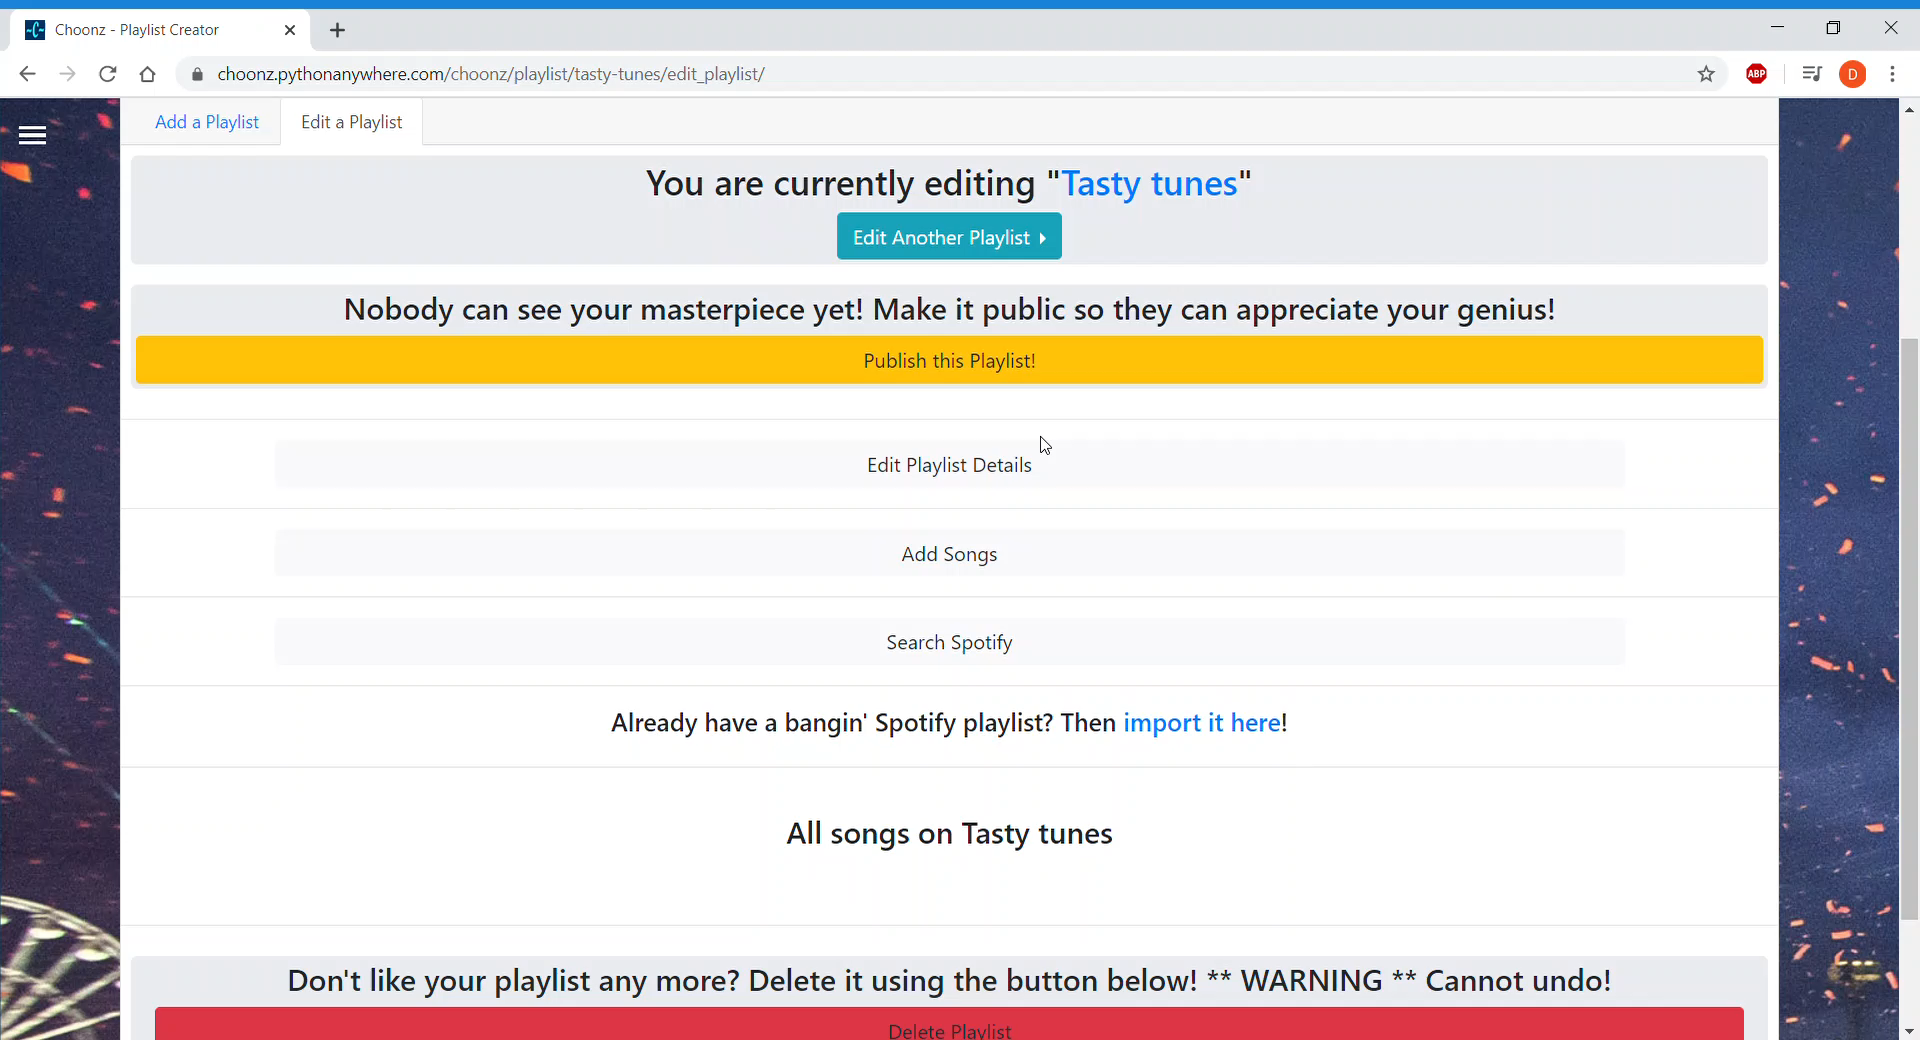 Choonz - Playlist Creator
choonz.pythonanywhere.com/choonz/playlist/tasty-tunes/edit_playlist/
ABP
D
Add a Playlist
Edit a Playlist
You are currently editing "Tasty tunes"
Edit Another Playlist
Nobody can see your masterpiece yet! Make it public so they can appreciate your genius!
Publish this Playlist!
Edit Playlist Details
Add Songs
Search Spotify
Already have a bangin' Spotify playlist? Then import it here!
All songs on Tasty tunes
Don't like your playlist any more? Delete it using the button below! ** WARNING ** Cannot undo!
Delete Playlist